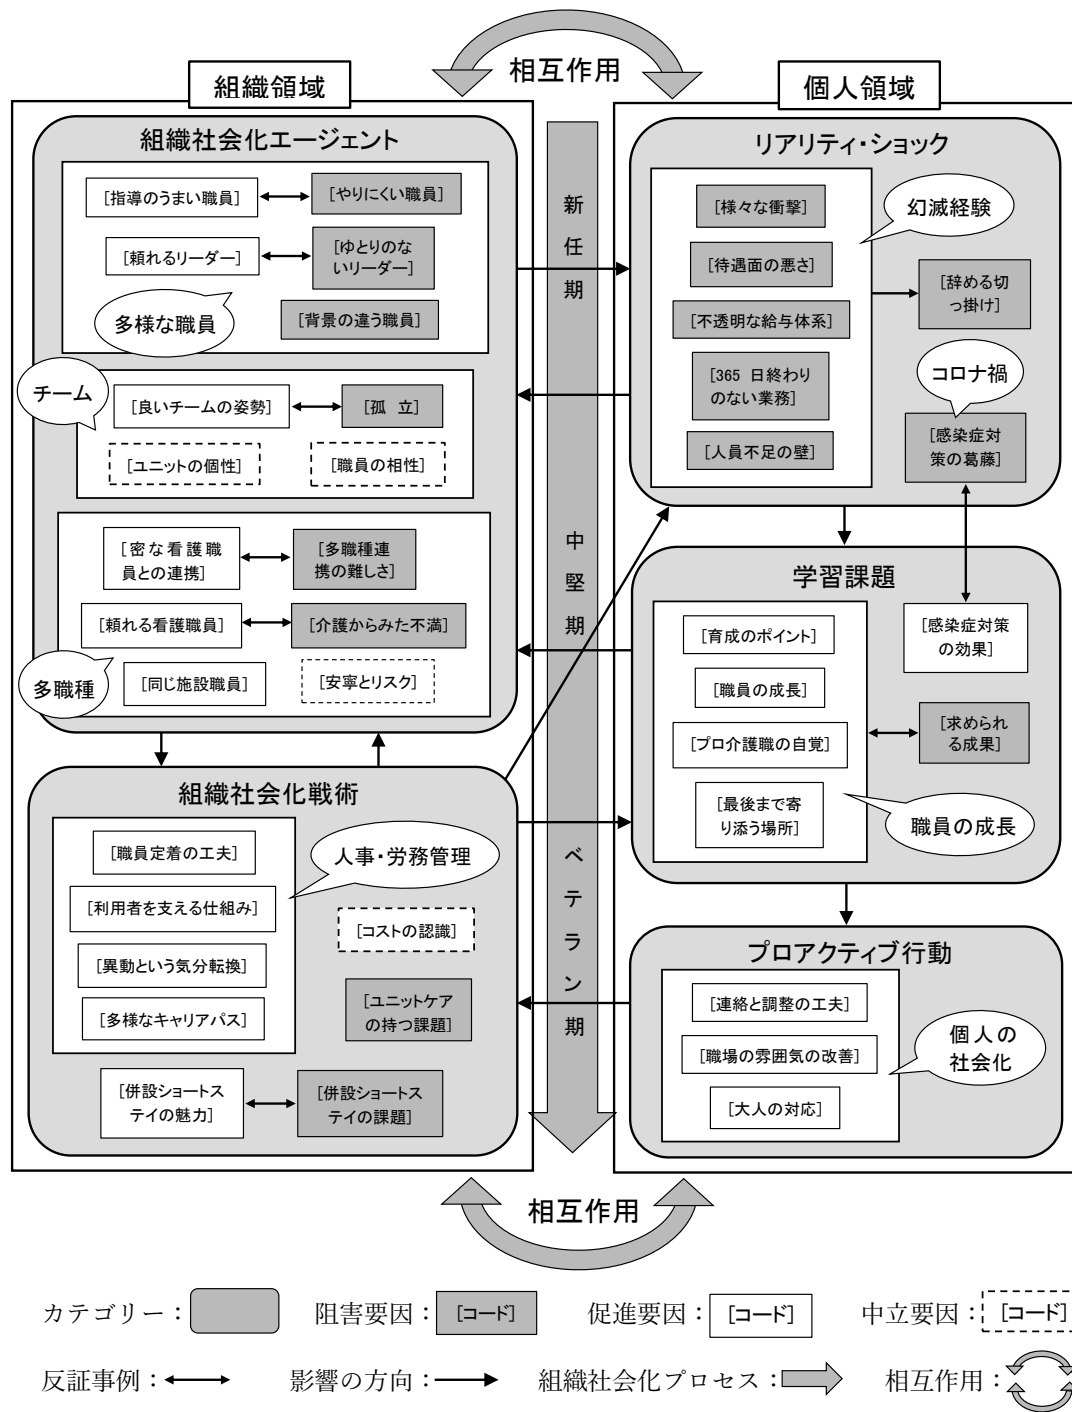 相互作用
組織領域
個人領域
組織社会化エージェント
[指導のうまい職員]
[やりにくい職員]
[頼れるリーダー]
[ゆとりのな
いリーダー]
多様な職員
[背景の違う職員]
チーム
[良いチームの姿勢]
[孤 立]
[ユニットの個性]
[職員の相性]
[密な看護職
員との連携]
[多職種連
携の難しさ]
[頼れる看護職員]
[介護からみた不満]
多職種
[同じ施設職員]
[安寧とリスク]
組織社会化戦術
[職員定着の工夫]
人事・労務管理
[利用者を支える仕組み]
[コストの認識]
[異動という気分転換]
[多様なキャリアパス]
[ユニットケア
の持つ課題]
[併設ショートス
テイの魅力]
[併設ショートス
テイの課題]
新任期
中堅期
ベテラン期
リアリティ・ショック
[様々な衝撃]
幻滅経験
[待遇面の悪さ]
[辞める切
っ掛け]
[不透明な給与体系]
[365 日終わり
のない業務]
コロナ禍
[人員不足の壁]
[感染症対
策の葛藤]
学習課題
[育成のポイント]
[感染症対策
の効果]
[職員の成長]
[プロ介護職の自覚]
[求められ
る成果]
[最後まで寄
り添う場所]
職員の成長
プロアクティブ行動
[連絡と調整の工夫]
[職場の雰囲気の改善]
個人の
社会化
[大人の対応]
相互作用
カテゴリー：
阻害要因：[コード]
促進要因：[コード]
中立要因：[コード]
反証事例：
影響の方向：
組織社会化プロセス：
相互作用：